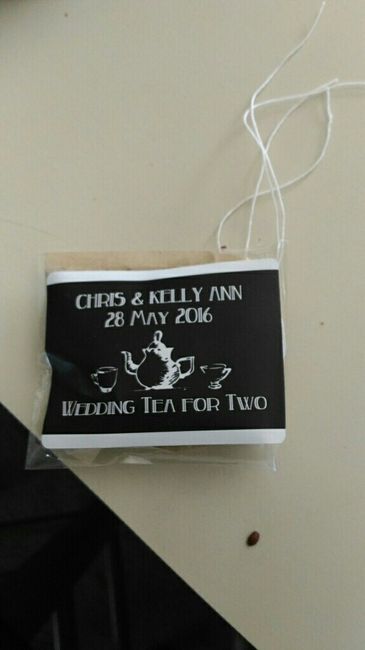 Chris & Kelly Ann
28 May 2016
Wedding Tea for Two